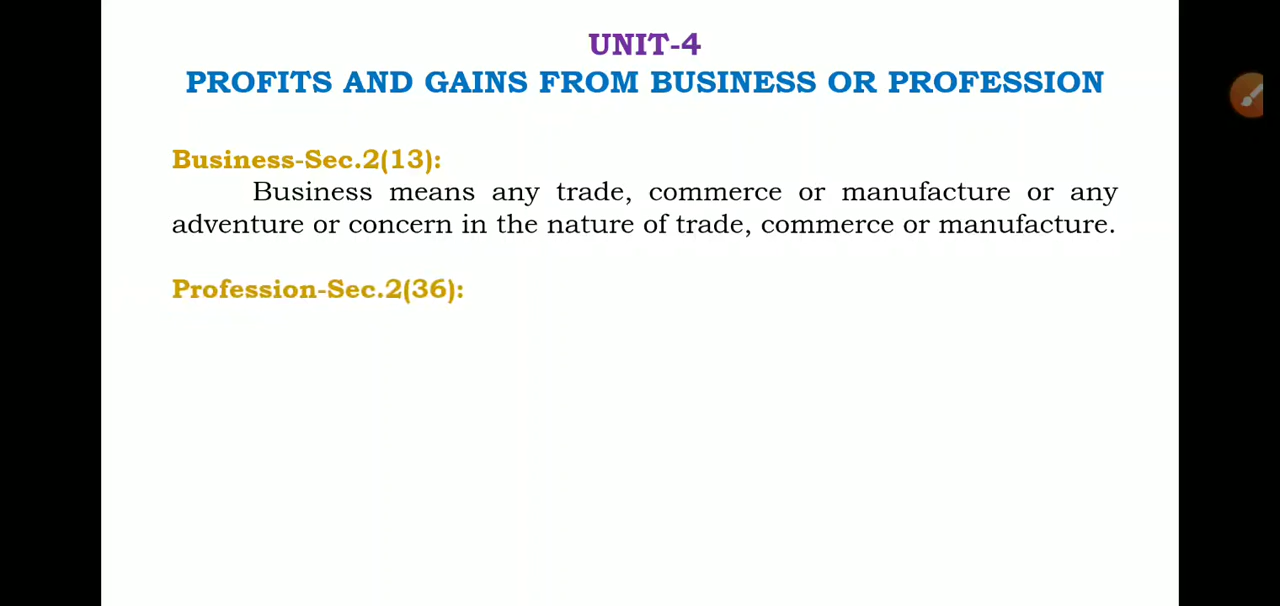 UNIT-4
PROFITS AND GAINS FROM BUSINESS OR PROFESSION
Business-Sec.2(13):
Business means any trade, commerce or manufacture or any
adventure or concern in the nature of trade, commerce or manufacture.
Profession-Sec.2(36):